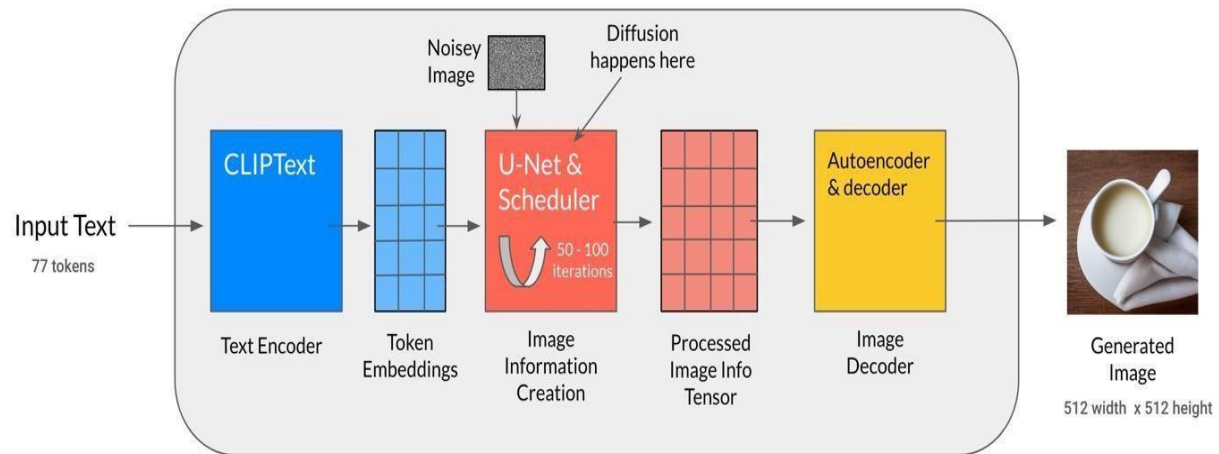 Noisey
Image
Diffusion
happens here
CLIPText
U-Net &
Scheduler
50 - 100
iterations
Autoencoder
& decoder
Input Text
77 tokens
Text Encoder
Token
Embeddings
Image
Information
Creation
Processed
Image Info
Tensor
Image
Decoder
Generated
Image
512 width x 512 height